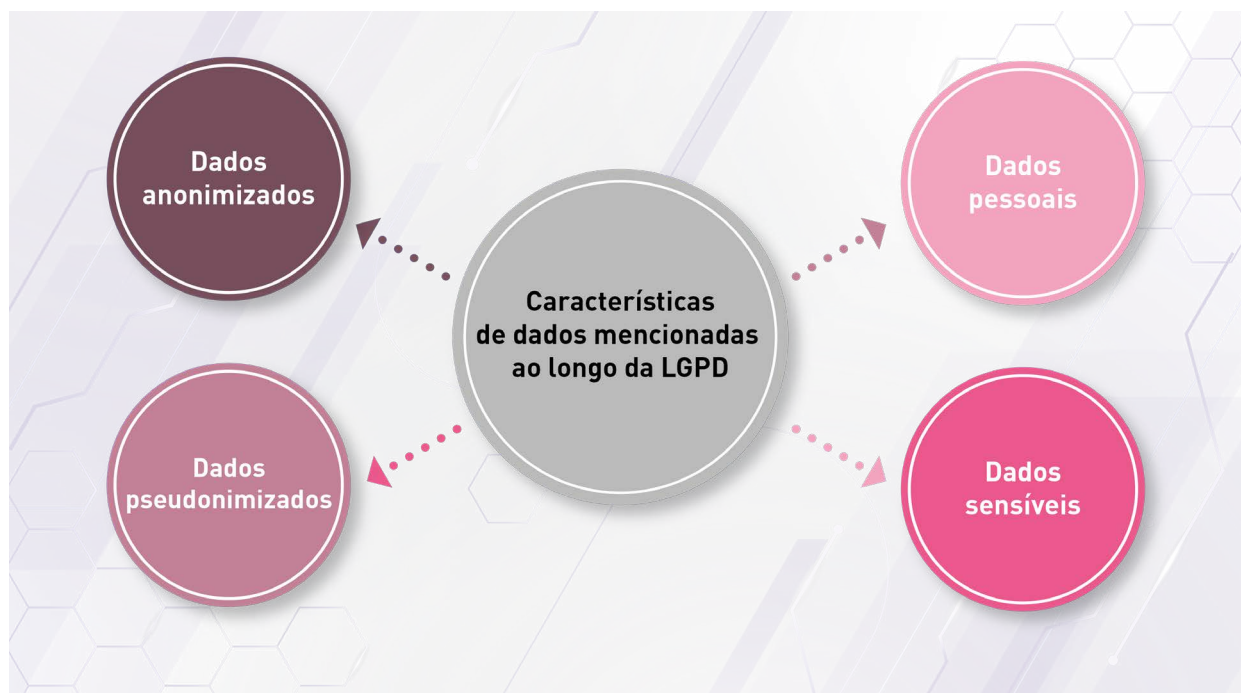 Dados
anonimizados
Dados
pessoais
Características
de dados mencionadas
ao longo da LGPD
Dados
pseudonimizados
Dados
sensíveis